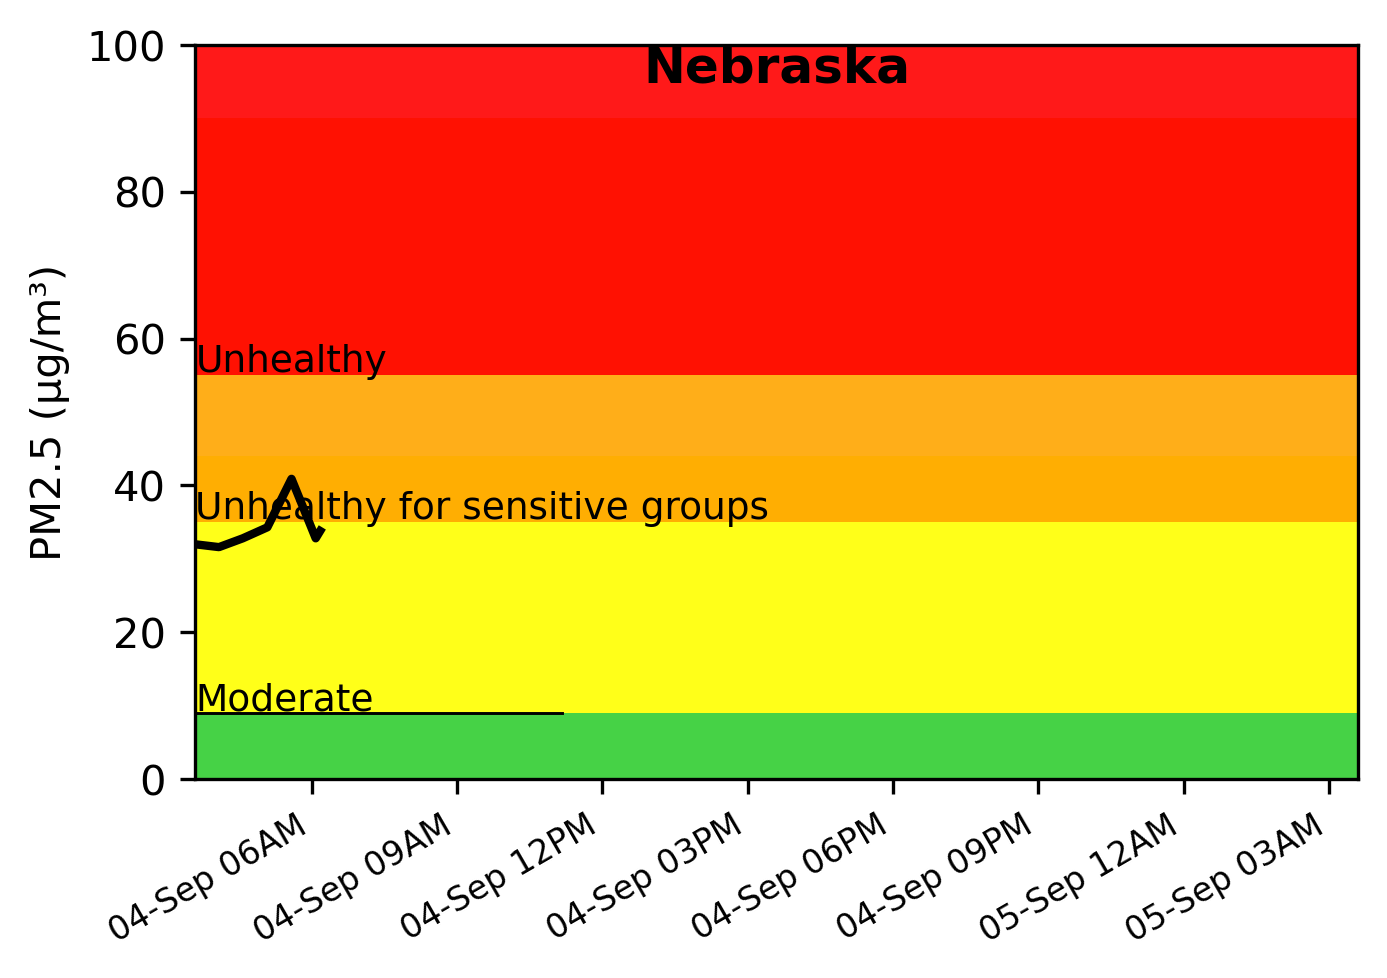 Nebraska
PM2.5 (µg/m³)
100
80
60
40
20
0
Unhealthy
Unhealthy for sensitive groups
Moderate
04-Sep 06AM
04-Sep 09AM
04-Sep 12PM
04-Sep 03PM
04-Sep 06PM
04-Sep 09PM
05-Sep 12AM
05-Sep 03AM